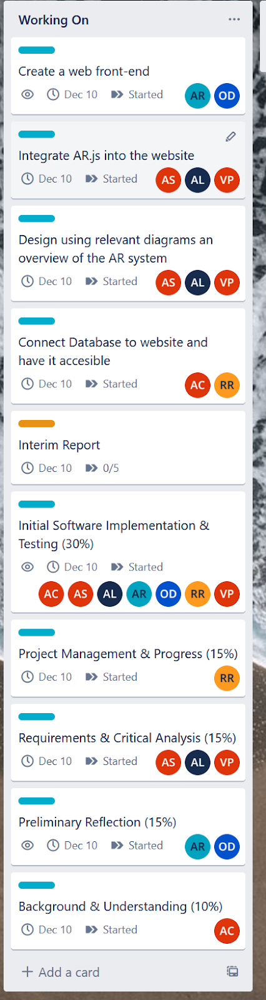 Working On
Create a web front-end
Dec 10 Started AR OD
Integrate AR.js into the website
Dec 10 Started AS AL VP
Design using relevant diagrams an
overview of the AR system
Dec 10 Started AS AL VP
Connect Database to website and
have it accesible
Dec 10 Started AC RR
Interim Report
Dec 10 0/5
Initial Software Implementation &
Testing (30%)
Dec 10 Started
AC AS AL AR OD RR VP
Project Management & Progress (15%)
Dec 10 Started RR
Requirements & Critical Analysis (15%)
Dec 10 Started AS AL VP
Preliminary Reflection (15%)
Dec 10 Started AR OD
Background & Understanding (10%)
Dec 10 Started AC
+ Add a card